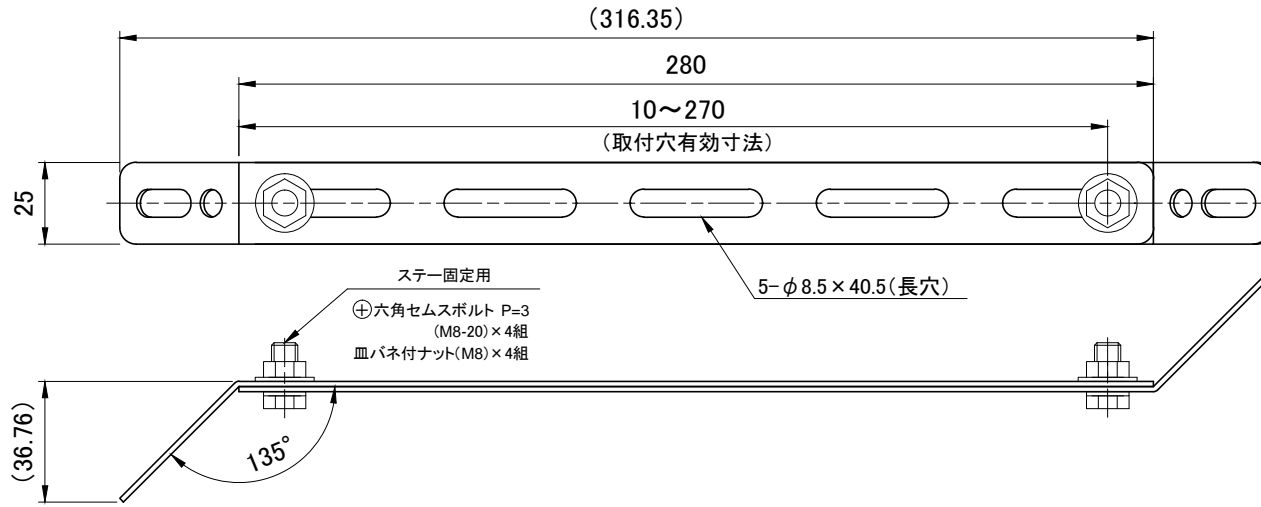 (316.35)
280
10～270
(取付穴有効寸法)
25
ステー固定用
5-φ8.5×40.5(長穴)
⊕六角セムスボルト P=3
(M8-20)×4組
皿バネ付ナット(M8)×4組
(36.76)
135°